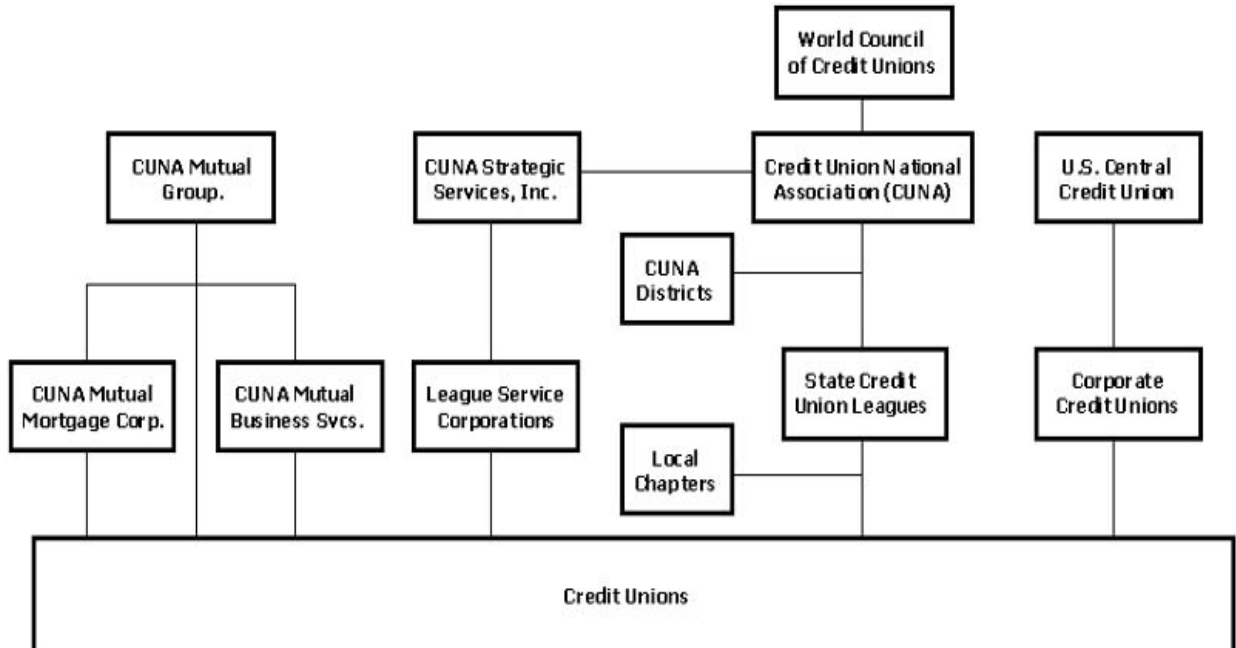 World Council
of Credit Unions
CUNA Mutual
Group.
CUNA Strategic
Services, Inc.
Credit Union National
Association (CUNA)
U.S. Central
Credit Union
CUNA
Districts
CUNA Mutual
Mortgage Corp.
CUNA Mutual
Business Svcs.
League Service
Corporations
State Credit
Union Leagues
Corporate
Credit Unions
Local
Chapters
Credit Unions